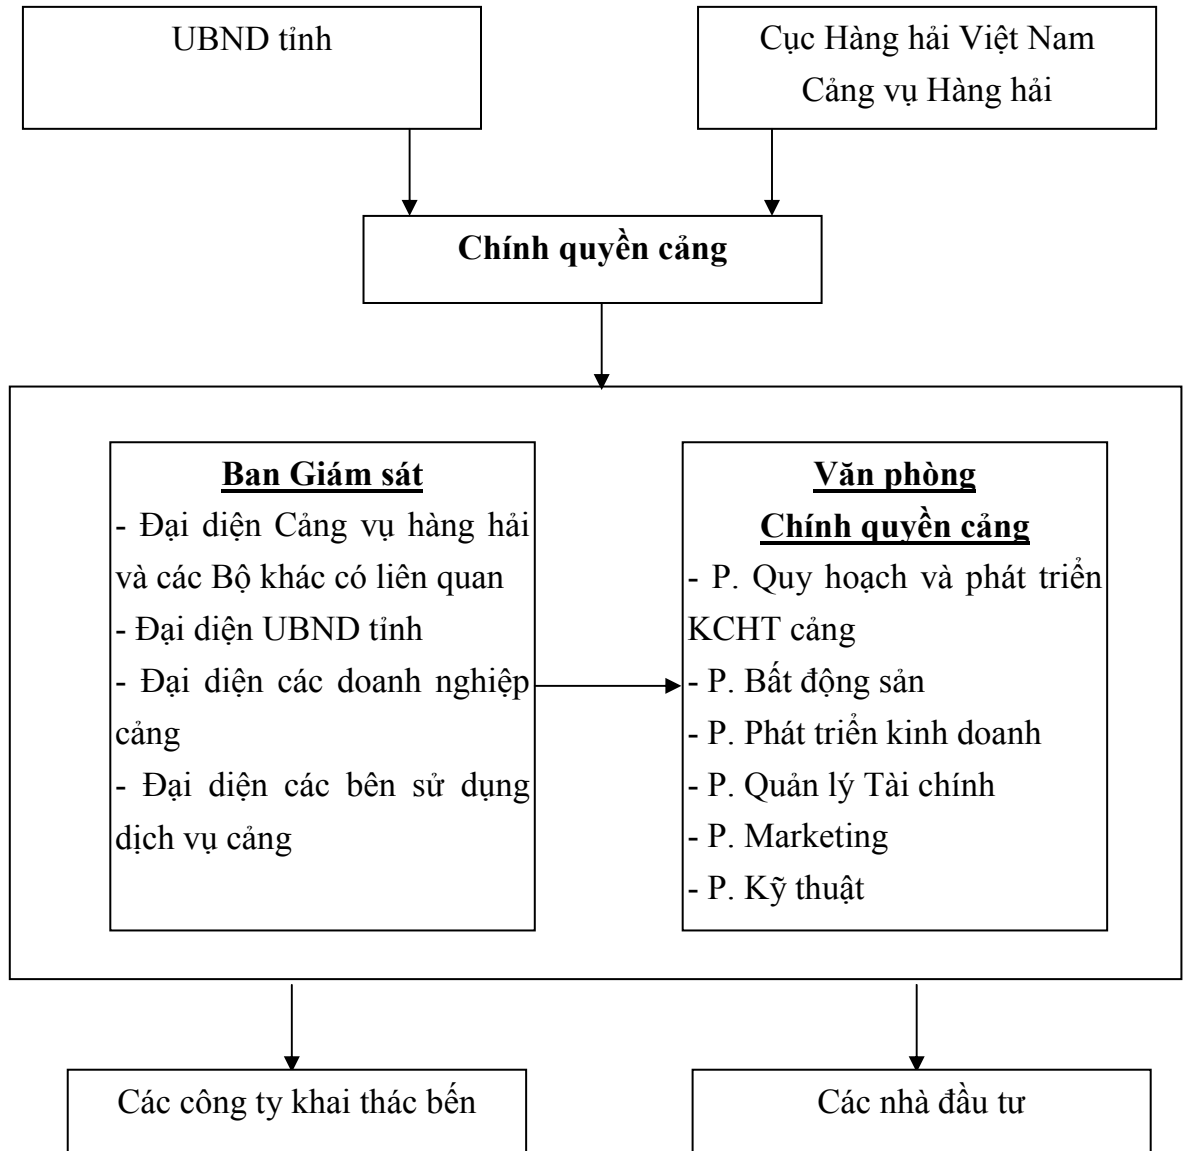 UBND tỉnh
Cục Hàng hải Việt Nam
Cảng vụ Hàng hải
Chính quyền cảng
Ban Giám sát
- Đại diện Cảng vụ hàng hải
và các Bộ khác có liên quan
- Đại diện UBND tỉnh
- Đại diện các doanh nghiệp
cảng
- Đại diện các bên sử dụng
dịch vụ cảng
Văn phòng
Chính quyền cảng
- P. Quy hoạch và phát triển
KCHT cảng
- P. Bất động sản
- P. Phát triển kinh doanh
- P. Quản lý Tài chính
- P. Marketing
- P. Kỹ thuật
Các công ty khai thác bến
Các nhà đầu tư